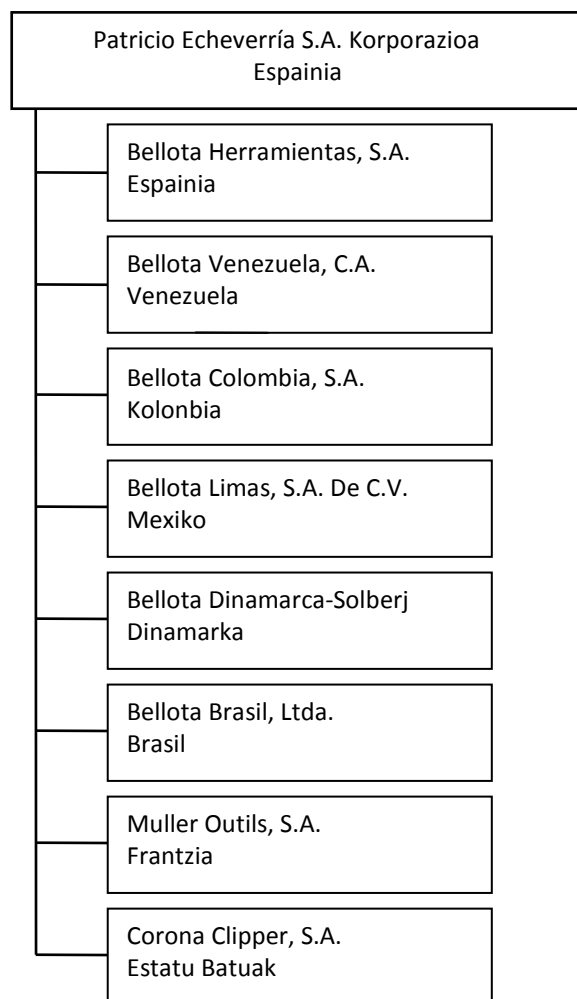 Patricio Echeverría S.A. Korporazioa
Espainia
Bellota Herramientas, S.A.
Espainia
Bellota Venezuela, C.A.
Venezuela
Bellota Colombia, S.A.
Kolonbia
Bellota Limas, S.A. De C.V.
Mexiko
Bellota Dinamarca-Solberj
Dinamarka
Bellota Brasil, Ltda.
Brasil
Muller Outils, S.A.
Frantzia
Corona Clipper, S.A.
Estatu Batuak